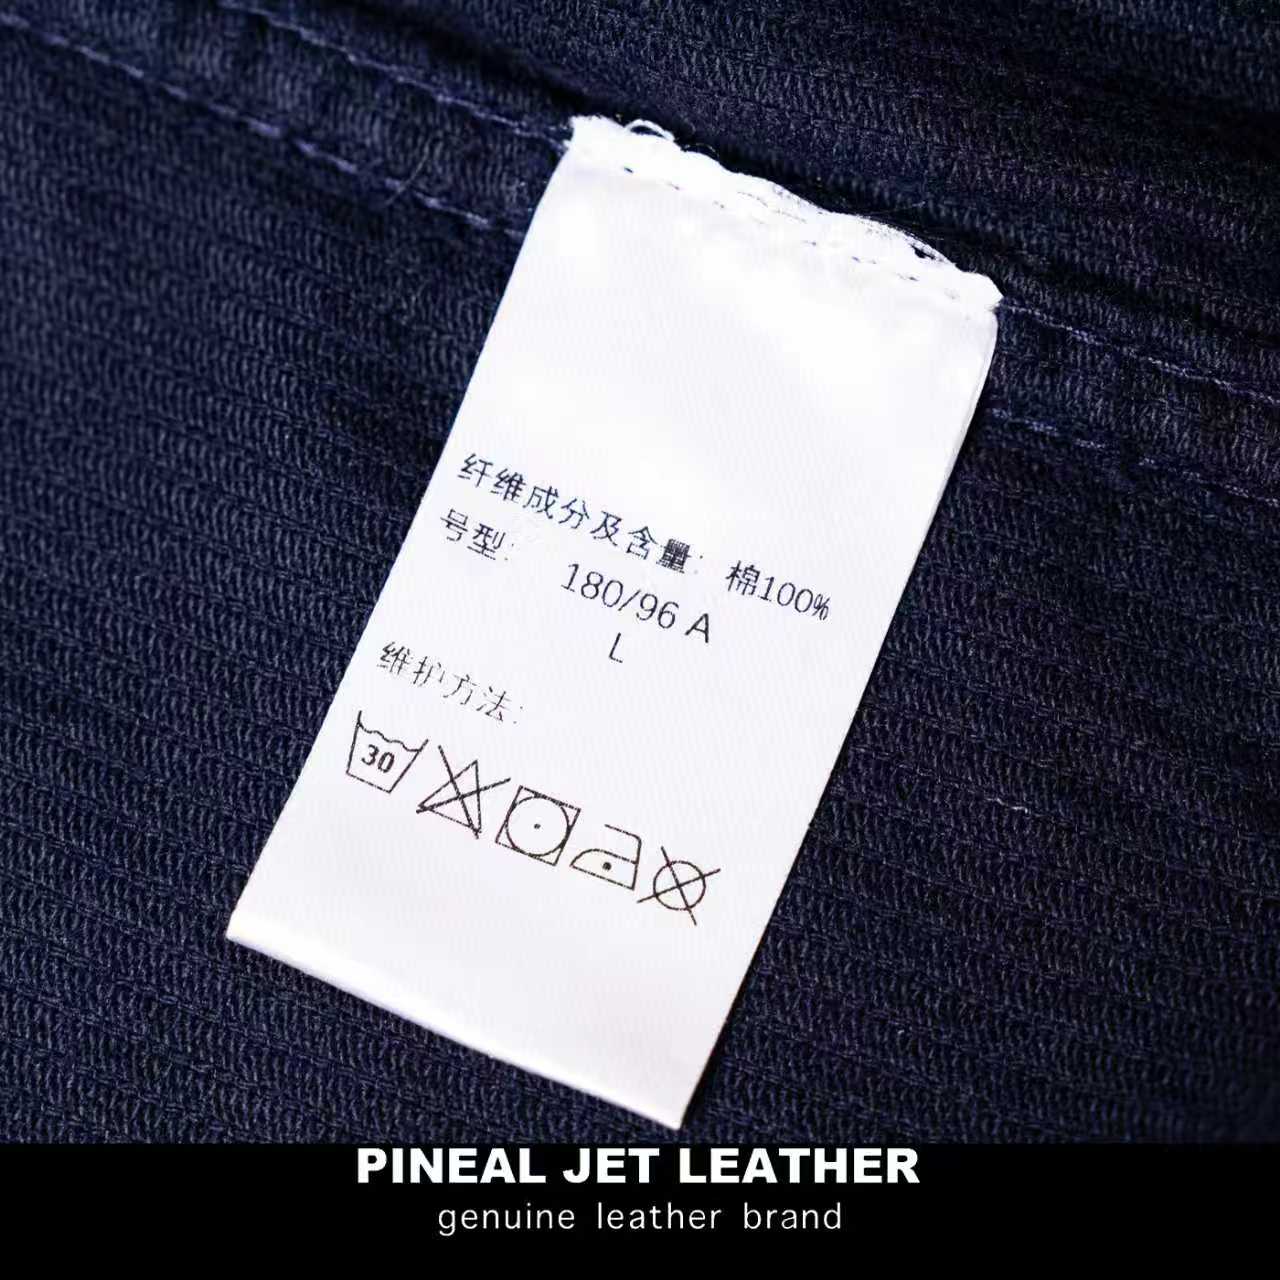 纤维成分及含量：棉100%
号型：180/96 A
L
维护方法：
30
PINEAL JET LEATHER
genuine leather brand